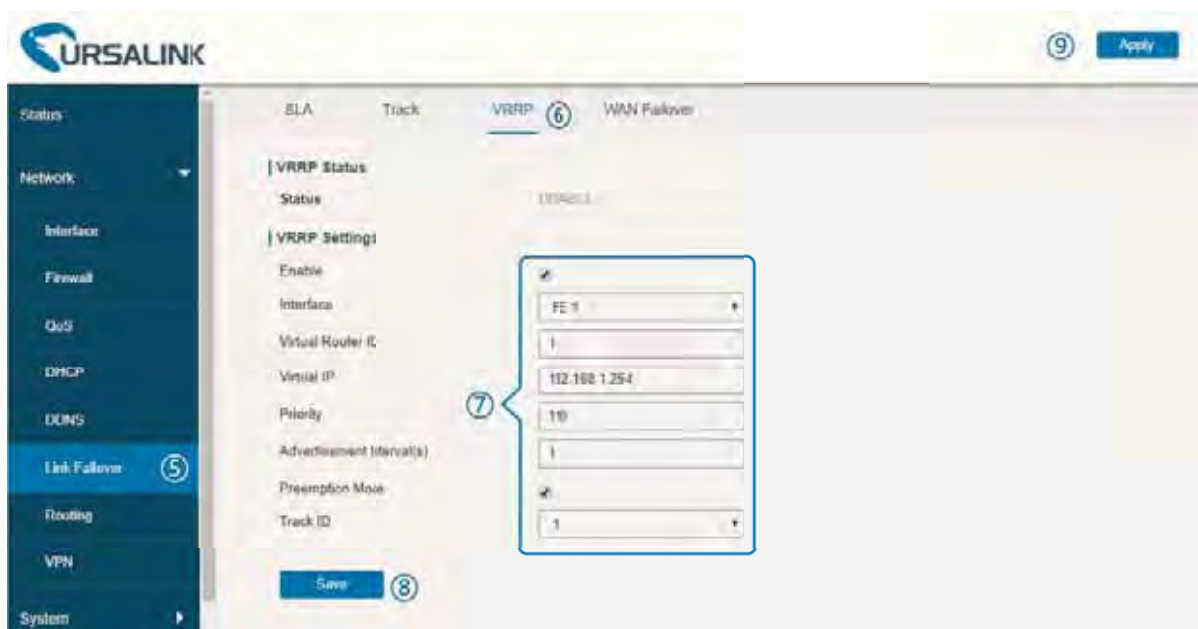 URSALINK
⑨ Apply
Status
SLA Track VRRP ⑥ WAN Failover
Network
VRRP Status
Status
Interface
VRRP Settings
Firewall
Enable
Interface FE 1
QoS
Virtual Router ID 1
DHCP
Virtual IP 192.168.1.254
DDNS
Priority ⑦ 110
Link Failover ⑤
Advertisement Interval(s) 1
Preemption Mode
Routing
Track ID 1
VPN
Save ⑧
System